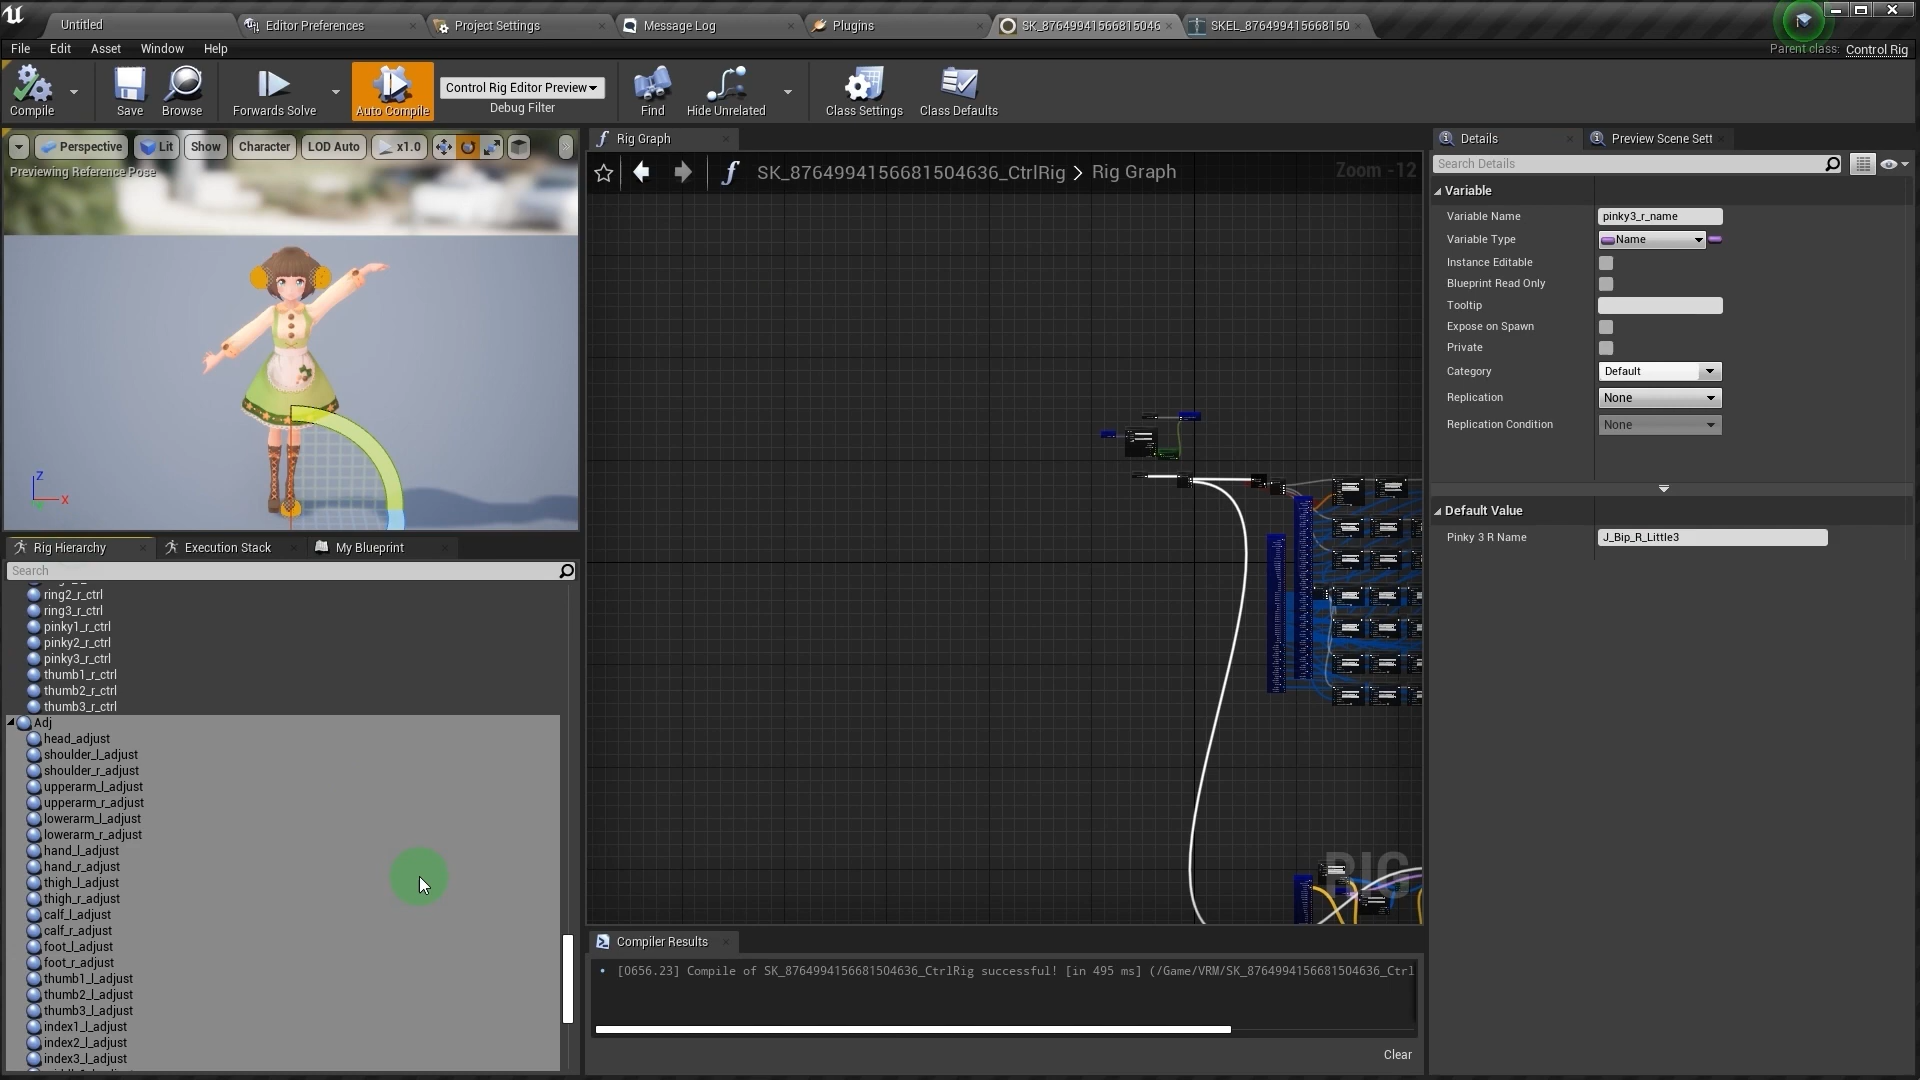 Untitled
Editor Preferences
Project Settings
Message Log
Plugins
SK_87649941566815046
SKEL_876499415668150
File
Edit
Asset
Window
Help
Parent class:
Control Rig
Compile
Save
Browse
Forwards Solve
Auto Compile
Control Rig Editor Preview
Debug Filter
Find
Hide Unrelated
Class Settings
Class Defaults
Perspective
Lit
Show
Character
LOD Auto
x1.0
Previewing Reference Pose
Z
X
Rig Graph
SK_8764994156681504636_CtrlRig > Rig Graph
Zoom -12
RIG
Rig Hierarchy
Execution Stack
My Blueprint
Search
ring2_r_ctrl
ring3_r_ctrl
pinky1_r_ctrl
pinky2_r_ctrl
pinky3_r_ctrl
thumb1_r_ctrl
thumb2_r_ctrl
thumb3_r_ctrl
Adj
head_adjust
shoulder_l_adjust
shoulder_r_adjust
upperarm_l_adjust
upperarm_r_adjust
lowerarm_l_adjust
lowerarm_r_adjust
hand_l_adjust
hand_r_adjust
thigh_l_adjust
thigh_r_adjust
calf_l_adjust
calf_r_adjust
foot_l_adjust
foot_r_adjust
thumb1_l_adjust
thumb2_l_adjust
thumb3_l_adjust
index1_l_adjust
index2_l_adjust
index3_l_adjust
Compiler Results
• [0656.23] Compile of SK_8764994156681504636_CtrlRig successful! [in 495 ms] (/Game/VRM/SK_8764994156681504636_Ctrl
Clear
Details
Preview Scene Sett
Search Details
Variable
Variable Name
pinky3_r_name
Variable Type
Name
Instance Editable
Blueprint Read Only
Tooltip
Expose on Spawn
Private
Category
Default
Replication
None
Replication Condition
None
Default Value
Pinky 3 R Name
J_Bip_R_Little3